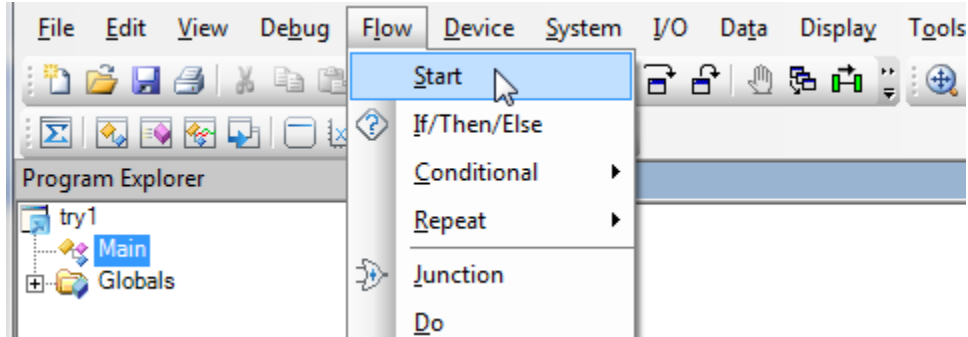 File Edit View Debug Flow Device System I/O Data Display Tools
Start
If/Then/Else
Conditional
Repeat
Junction
Do
Program Explorer
try1
Main
Globals